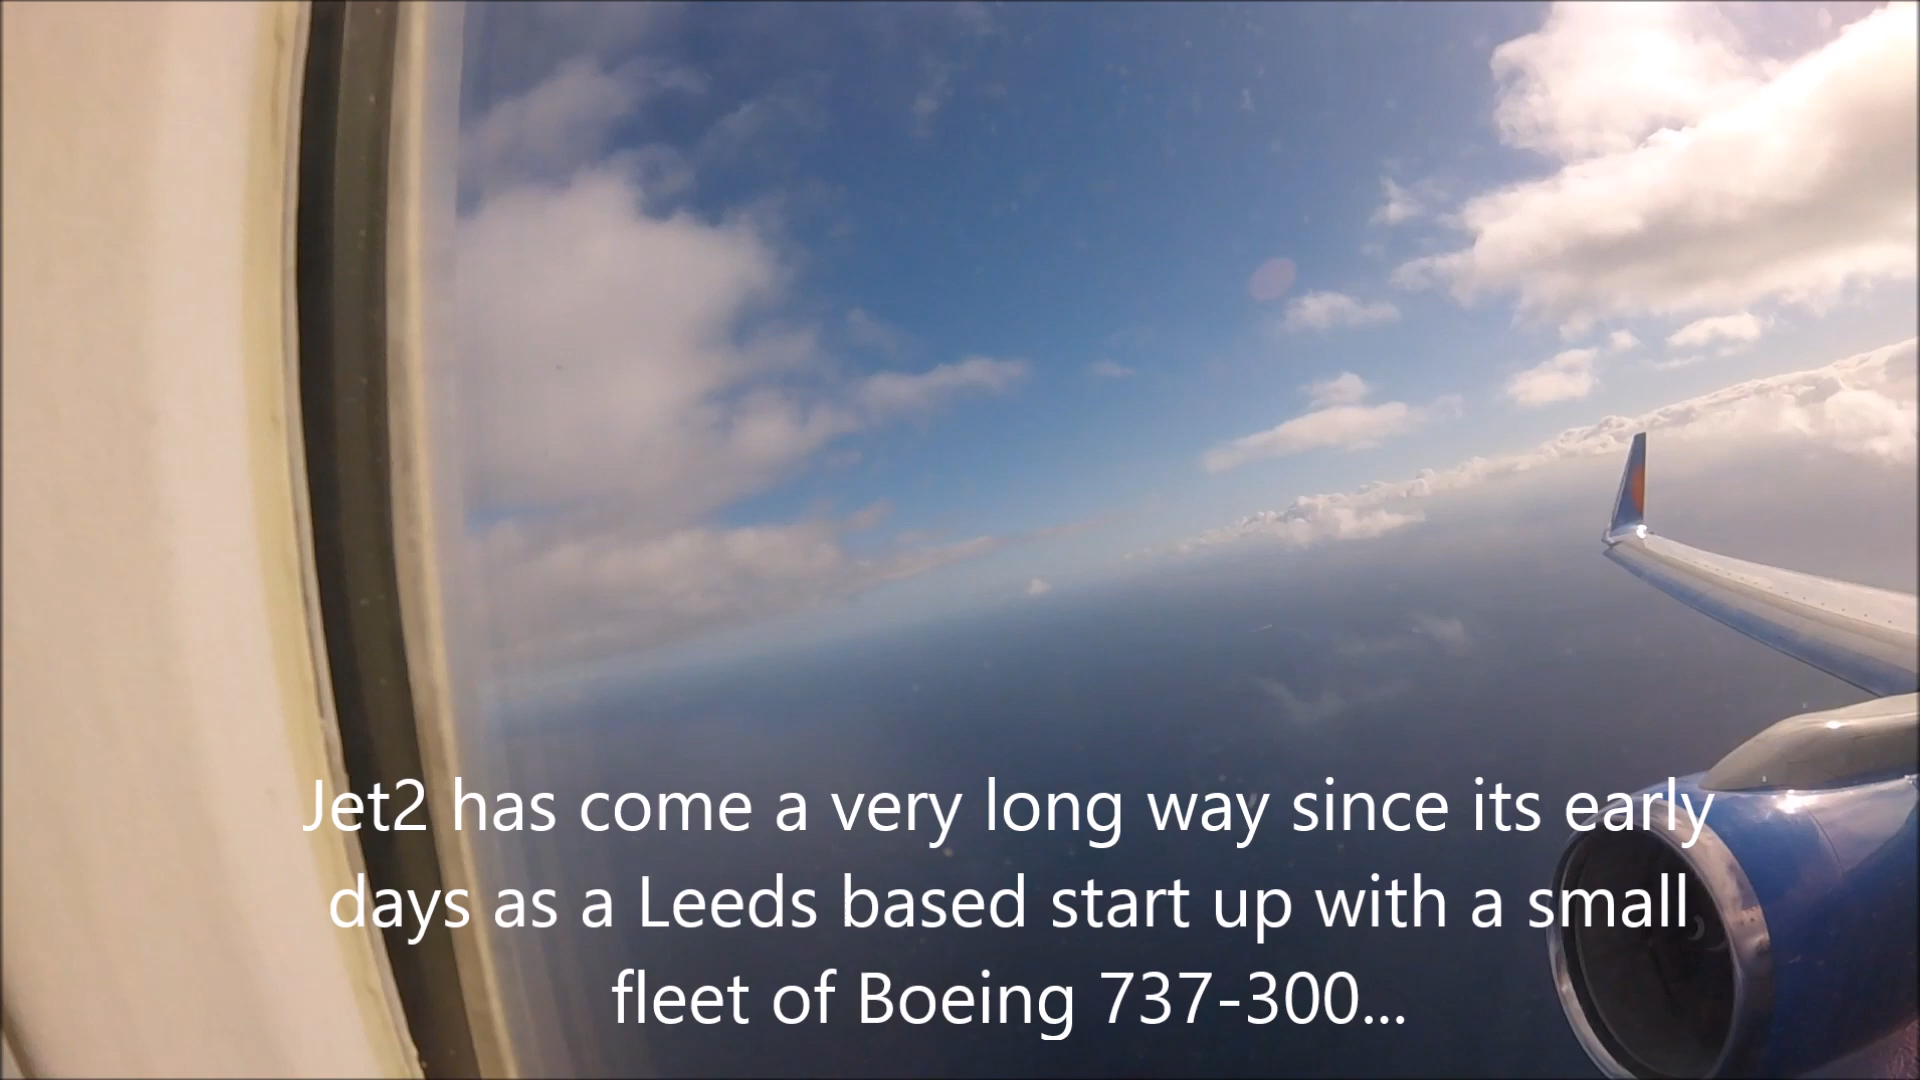 Jet2 has come a very long way since its early
days as a Leeds based start up with a small
fleet of Boeing 737-300...